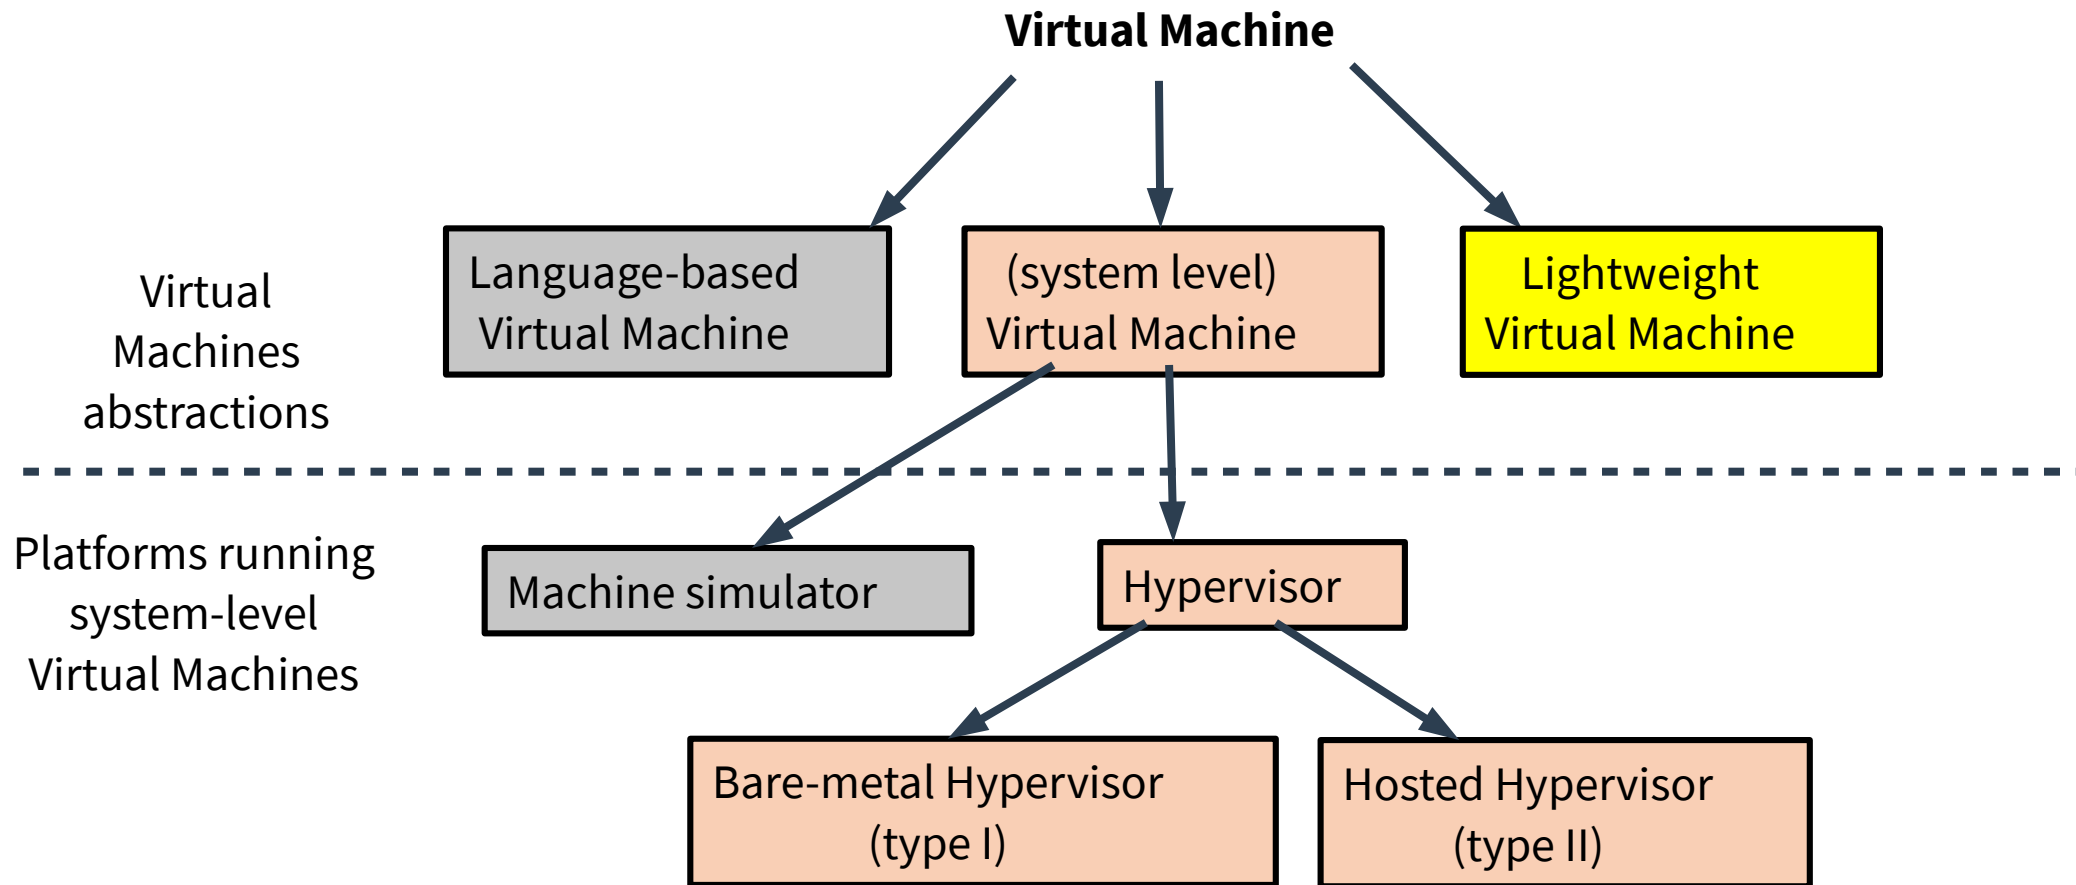 Virtual Machine
Language-based
Virtual Machine
(system level)
Virtual Machine
Lightweight
Virtual Machine
Virtual
Machines
abstractions
Platforms running
system-level
Virtual Machines
Machine simulator
Hypervisor
Bare-metal Hypervisor
(type I)
Hosted Hypervisor
(type II)